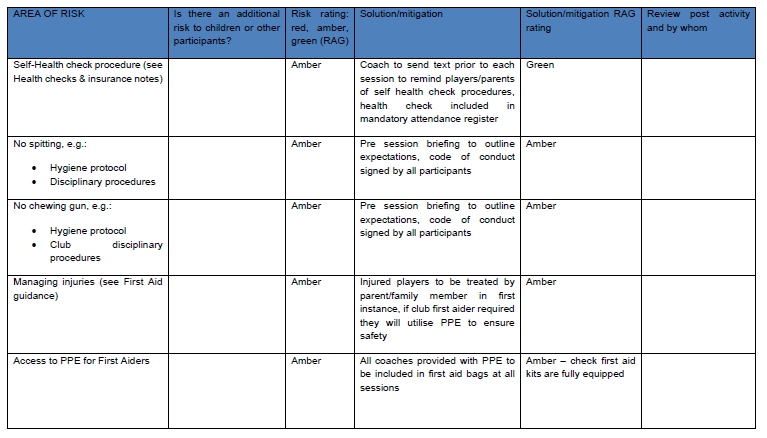 AREA OF RISK
Is there an additional
risk to children or other
participants?
Risk rating:
red, amber,
green (RAG)
Solution/mitigation
Solution/mitigation RAG
rating
Review post activity
and by whom
Self-Health check procedure (see
Health checks & insurance notes)
Amber
Coach to send text prior to each
session to remind players/parents
of self health check procedures,
health check included in
mandatory attendance register
Green
No spitting, e.g.:
• Hygiene protocol
• Disciplinary procedures
Amber
Pre session briefing to outline
expectations, code of conduct
signed by all participants
Amber
No chewing gun, e.g.:
• Hygiene protocol
• Club disciplinary
procedures
Amber
Pre session briefing to outline
expectations, code of conduct
signed by all participants
Amber
Managing injuries (see First Aid
guidance)
Amber
Injured players to be treated by
parent/family member in first
instance, if club first aider required
they will utilise PPE to ensure
safety
Amber
Access to PPE for First Aiders
Amber
All coaches provided with PPE to
be included in first aid bags at all
sessions
Amber – check first aid
kits are fully equipped